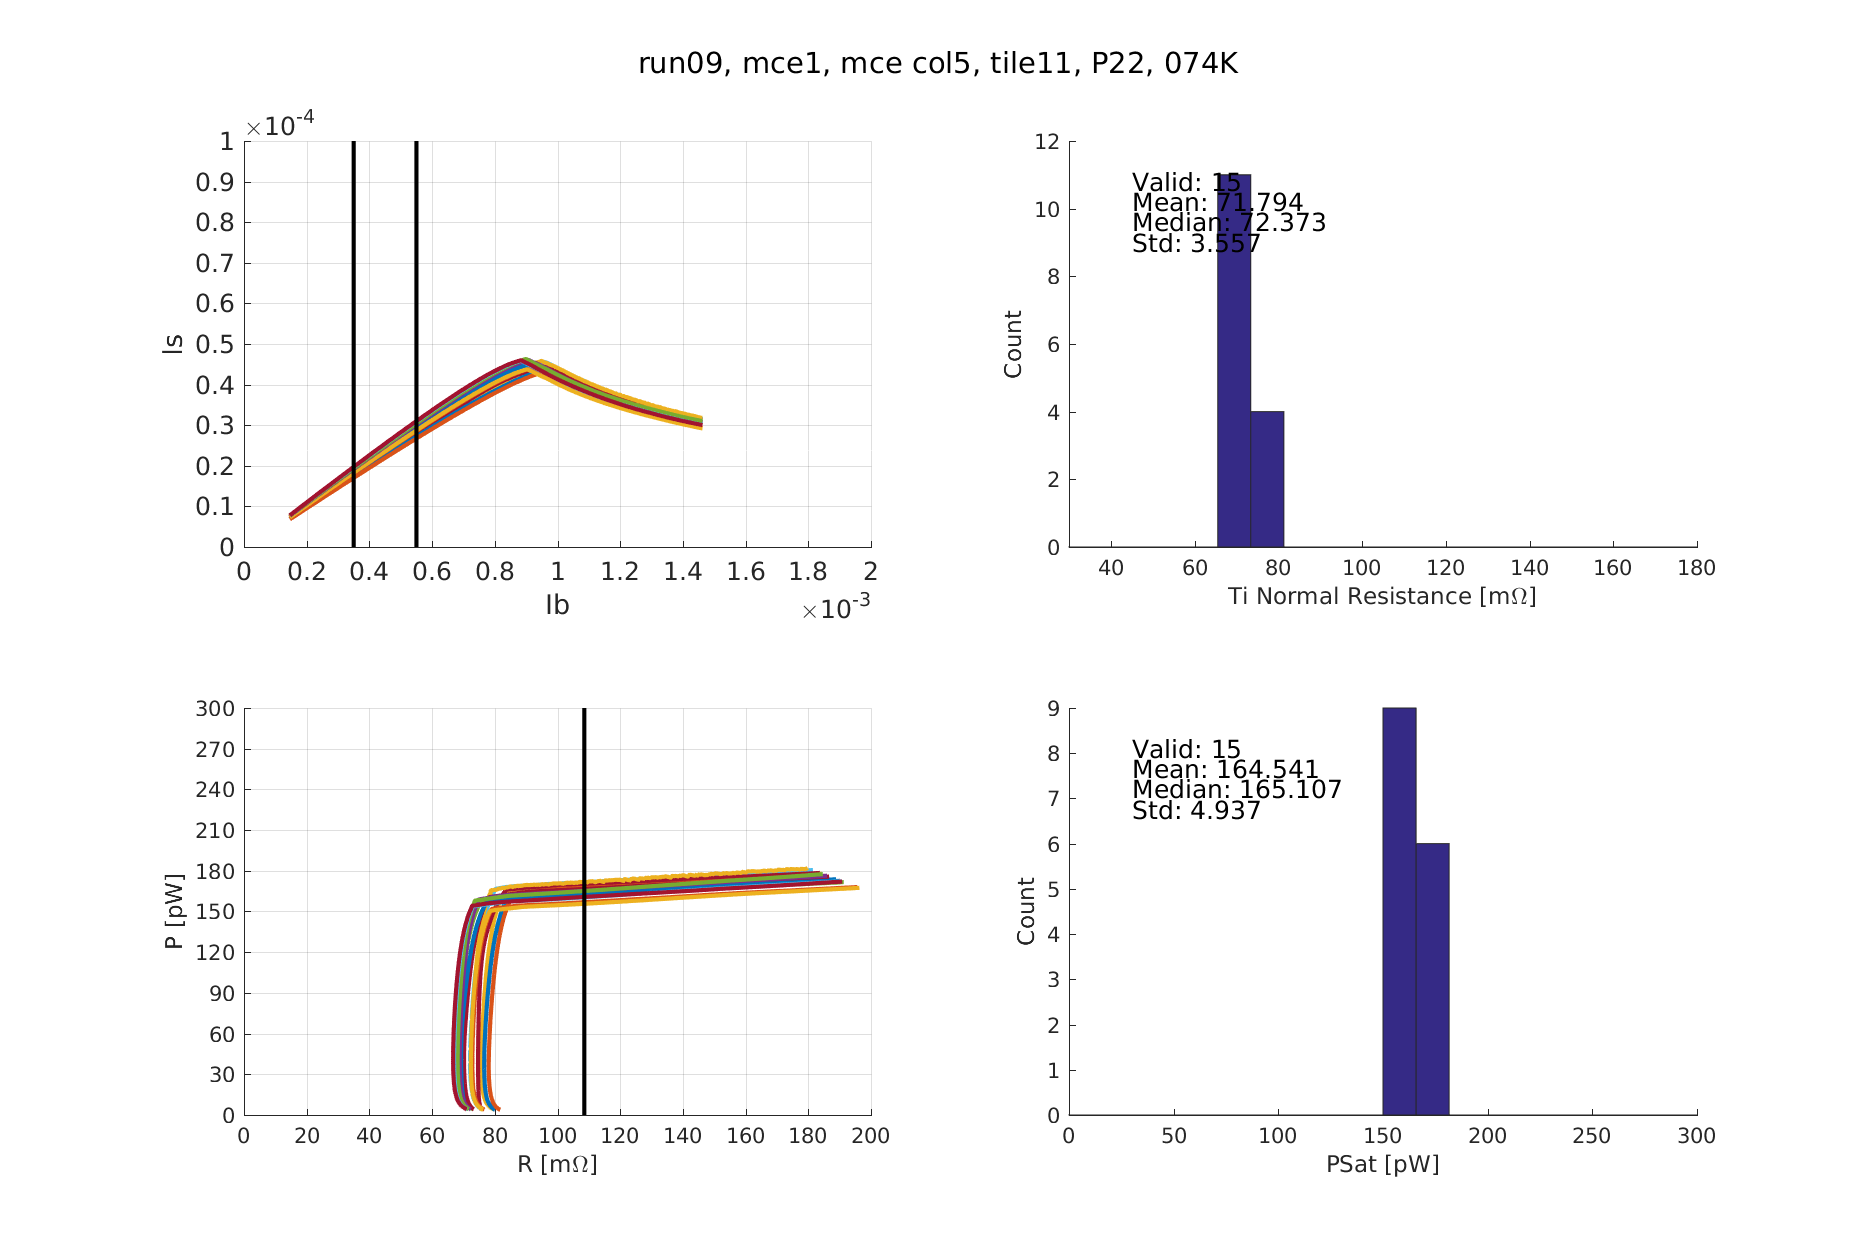 run09, mce1, mce col5, tile11, P22, 074K
×10-4
1
0.9
0.8
0.7
0.6
0.5
0.4
0.3
0.2
0.1
0
Is
0 0.2 0.4 0.6 0.8 1 1.2 1.4 1.6 1.8 2
Ib
×10-3
12
10
8
6
4
2
0
Count
Valid: 15
Mean: 71.794
Median: 72.373
Std: 3.557
40 60 80 100 120 140 160 180
Ti Normal Resistance [mΩ]
300
270
240
210
180
150
120
90
60
30
0
P [pW]
0 20 40 60 80 100 120 140 160 180 200
R [mΩ]
9
8
7
6
5
4
3
2
1
0
Count
Valid: 15
Mean: 164.541
Median: 165.107
Std: 4.937
0 50 100 150 200 250 300
PSat [pW]